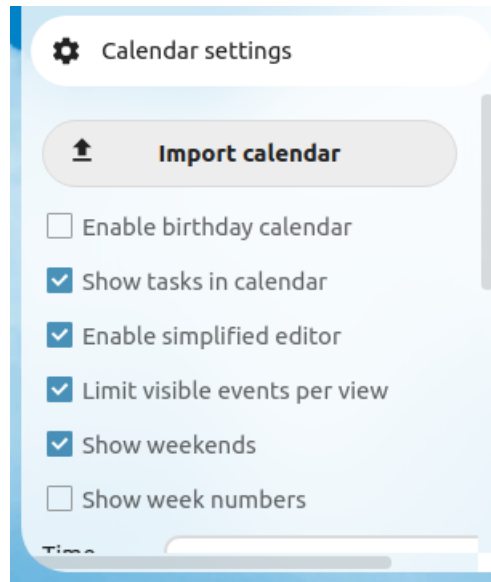 Calendar settings
Import calendar
Enable birthday calendar
Show tasks in calendar
Enable simplified editor
Limit visible events per view
Show weekends
Show week numbers
Time